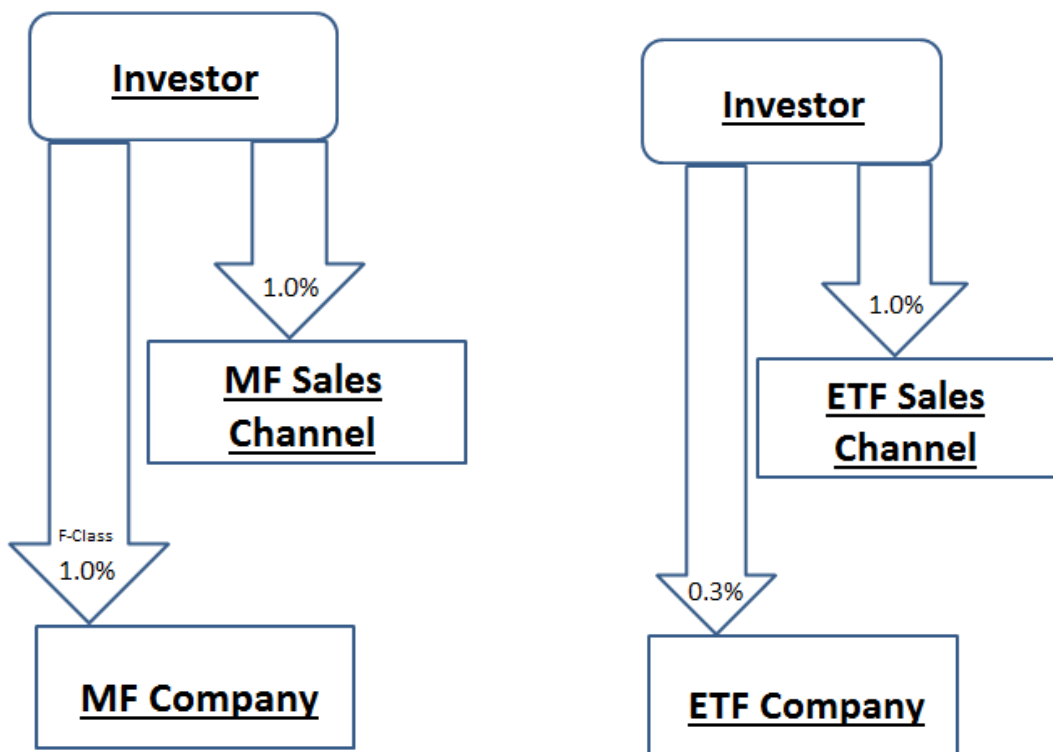 Investor
1.0%
MF Sales
Channel
F-Class
1.0%
MF Company
Investor
1.0%
ETF Sales
Channel
0.3%
ETF Company